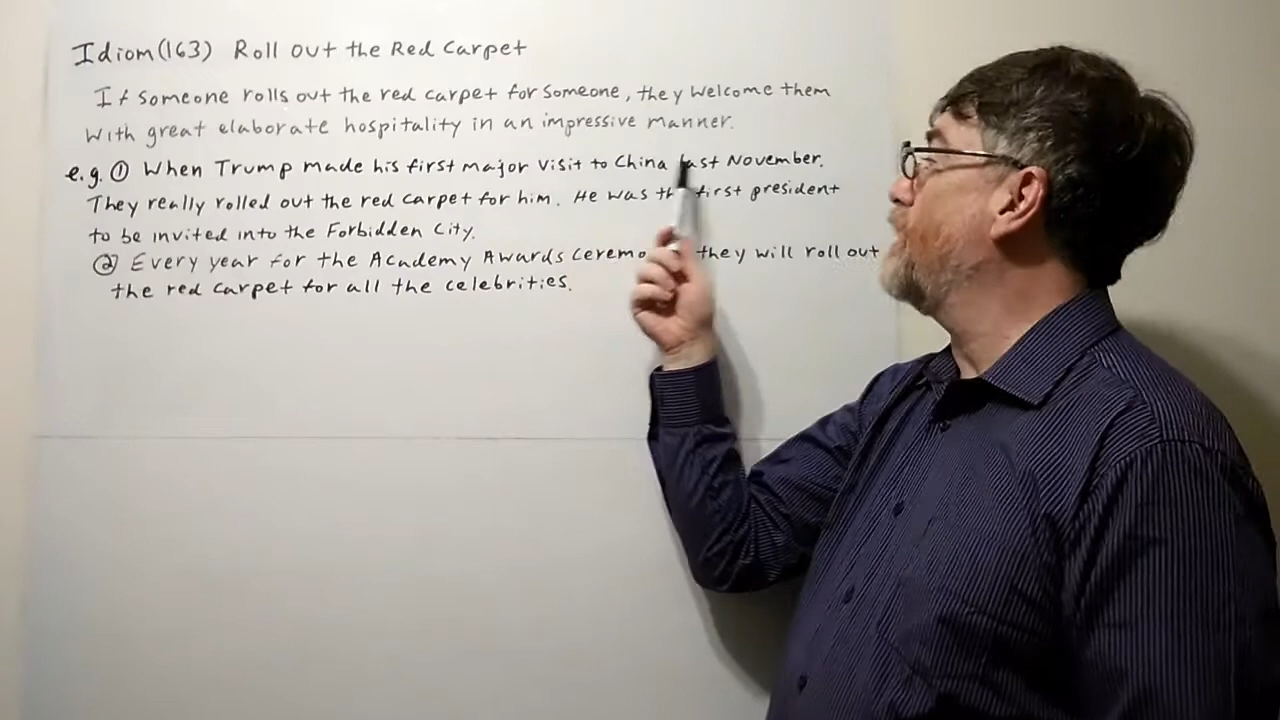 Idiom(163) Roll out the Red Carpet
If someone rolls out the red carpet for someone, they welcome them
with great elaborate hospitality in an impressive manner.
e.g. ① When Trump made his first major visit to China last November.
They really rolled out the red carpet for him. He was the first president
to be invited into the Forbidden City.
② Every year for the Academy Awards Ceremo they will roll out
the red carpet for all the celebrities.